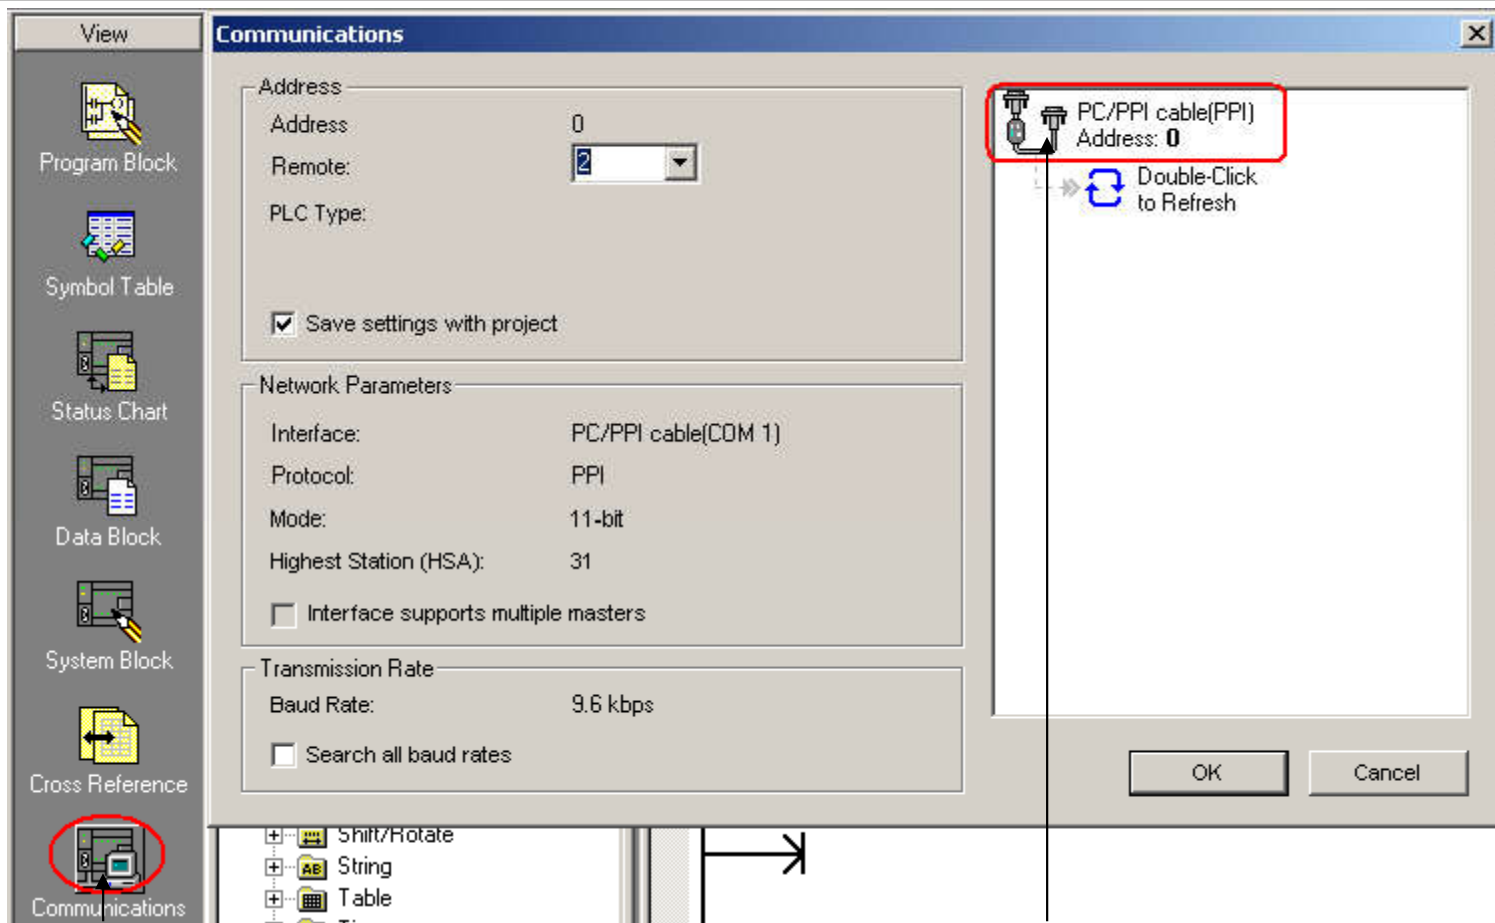 View
Program Block
Symbol Table
Status Chart
Data Block
System Block
Cross Reference
Communications
Communications
Address
Address 0
Remote: 2
PLC Type:
Save settings with project
Network Parameters
Interface: PC/PPI cable(COM 1)
Protocol: PPI
Mode: 11-bit
Highest Station (HSA): 31
Interface supports multiple masters
Transmission Rate
Baud Rate: 9.6 kbps
Search all baud rates
PC/PPI cable(PPI)
Address: 0
Double-Click
to Refresh
OK Cancel
Shift/Rotate
AB String
Table